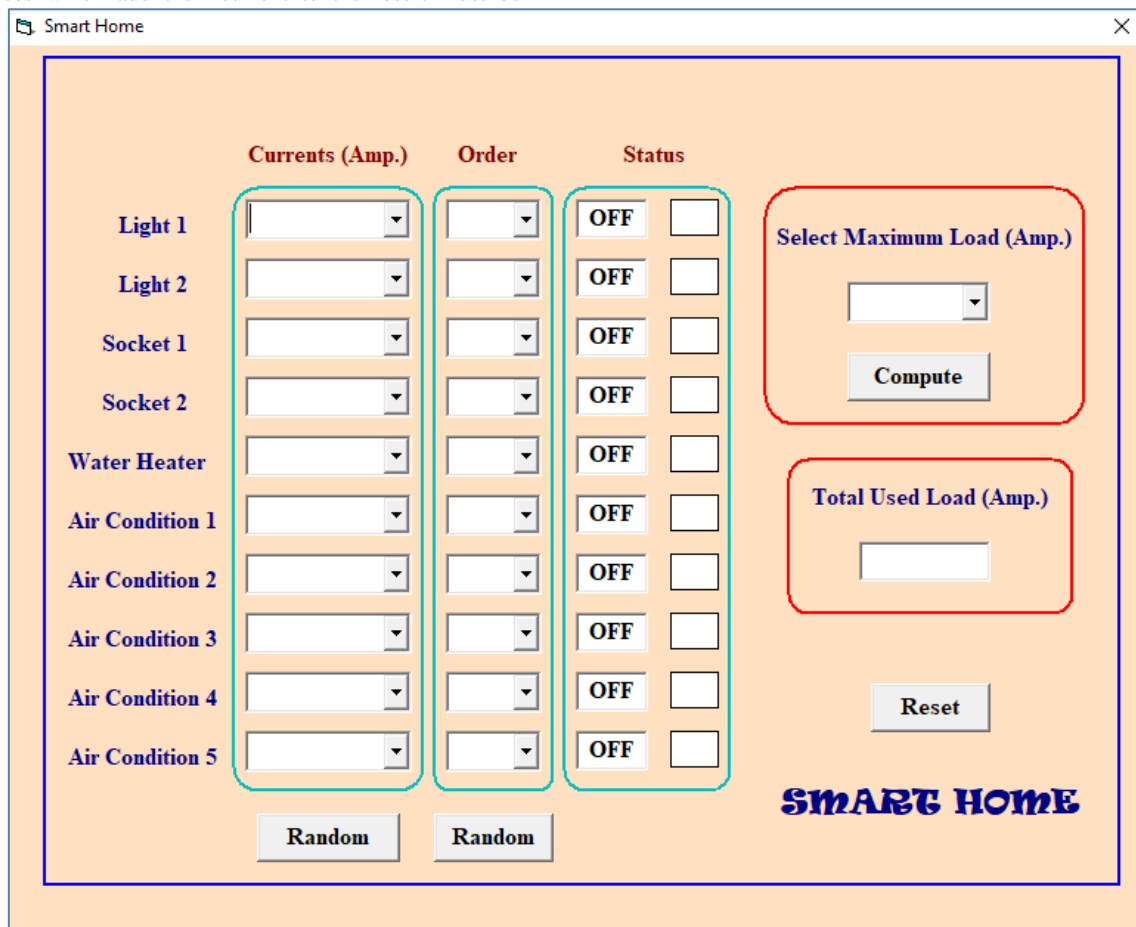 Smart Home
Currents (Amp.) Order Status
Light 1 OFF
Light 2 OFF
Socket 1 OFF
Socket 2 OFF
Water Heater OFF
Air Condition 1 OFF
Air Condition 2 OFF
Air Condition 3 OFF
Air Condition 4 OFF
Air Condition 5 OFF
Random Random
Select Maximum Load (Amp.)
Compute
Total Used Load (Amp.)
Reset
SMART HOME